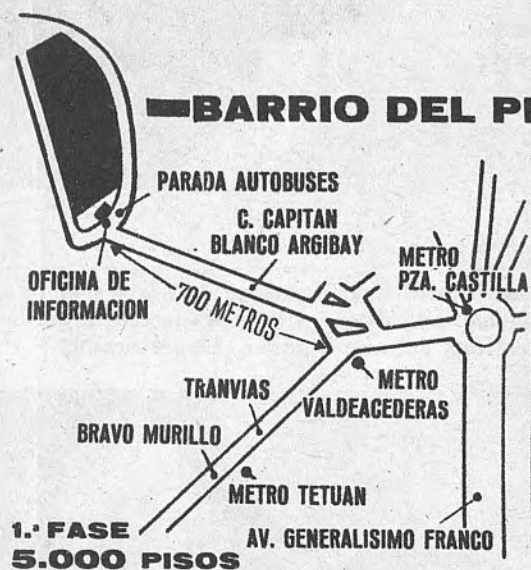 BARRIO DEL
PARADA AUTOBUSES
C. CAPITAN
BLANCO ARGIBAY
METRO
PZA. CASTILLA
OFICINA DE
INFORMACION
700 METROS
TRANVIAS
METRO
VALDEACEDERAS
BRAVO MURILLO
METRO TETUAN
AV. GENERALISIMO FRANCO
1.ª FASE
5.000 PISOS